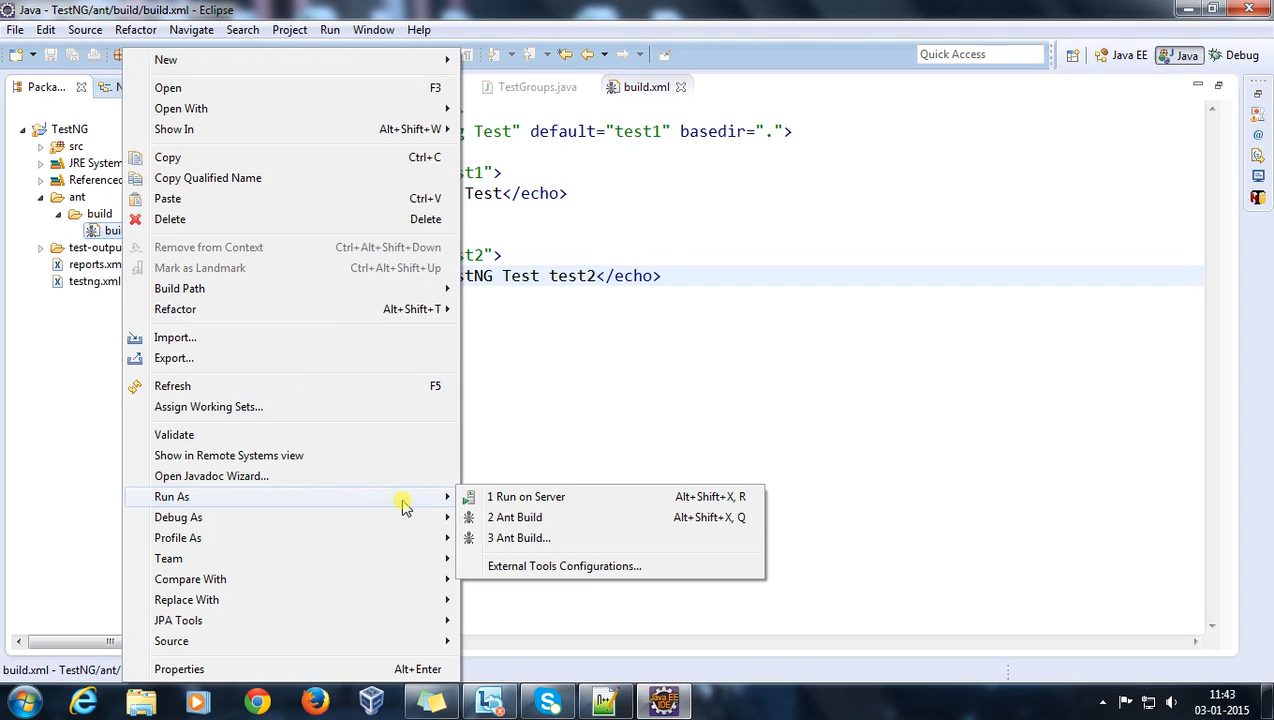 Java - TestNG/ant/build/build.xml - Eclipse
File Edit Source Refactor Navigate Search Project Run Window Help
Quick Access
Java EE
Java
Debug
Packa...
TestGroups.java
build.xml
TestNG
src
JRE System
Referenced
ant
build
bui
test-outpu
reports.xm
testng.xml
New
Open F3
Open With
Show In Alt+Shift+W
Copy Ctrl+C
Copy Qualified Name
Paste Ctrl+V
Delete Delete
Remove from Context Ctrl+Alt+Shift+Down
Mark as Landmark Ctrl+Alt+Shift+Up
Build Path
Refactor Alt+Shift+T
Import...
Export...
Refresh F5
Assign Working Sets...
Validate
Show in Remote Systems view
Open Javadoc Wizard...
Run As
Debug As
Profile As
Team
Compare With
Replace With
JPA Tools
Source
Properties Alt+Enter
1 Run on Server Alt+Shift+X, R
2 Ant Build Alt+Shift+X, Q
3 Ant Build...
External Tools Configurations...
g Test" default="test1" basedir=".">
st1">
Test</echo>
st2">
stNG Test test2</echo>
build.xml - TestNG/ant/
Java EE
IDE
11:43
03-01-2015